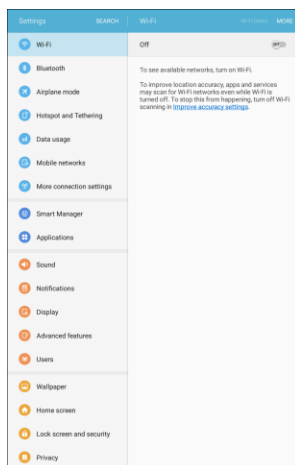 Settings SEARCH
Wi-Fi Wi-Fi Direct MORE
Wi-Fi
Bluetooth
Airplane mode
Hotspot and Tethering
Data usage
Mobile networks
More connection settings
Smart Manager
Applications
Sound
Notifications
Display
Advanced features
Users
Wallpaper
Home screen
Lock screen and security
Privacy
Off OFF
To see available networks, turn on Wi-Fi.
To improve location accuracy, apps and services
may scan for Wi-Fi networks even while Wi-Fi is
turned off. To stop this from happening, turn off Wi-Fi
scanning in Improve accuracy settings.